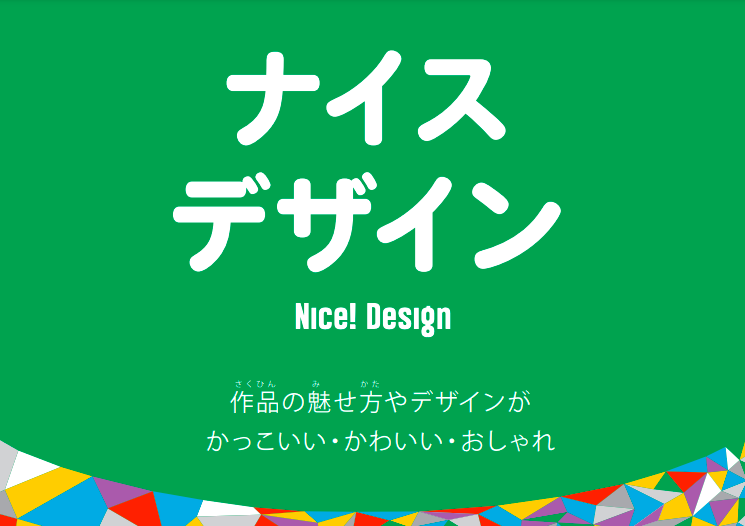 ナイス
デザイン
Nice! Design
さくひん み かた
作品の魅せ方やデザインが
かっこいい・かわいい・おしゃれ